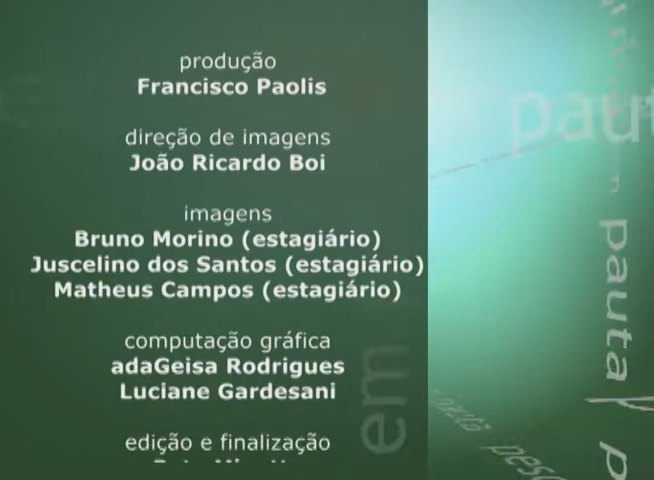 produção
Francisco Paolis
direção de imagens
João Ricardo Boi
imagens
Bruno Morino (estagiário)
Juscelino dos Santos (estagiário)
Matheus Campos (estagiário)
computação gráfica
adaGeisa Rodrigues
Luciane Gardesani
edição e finalização
em
pauta